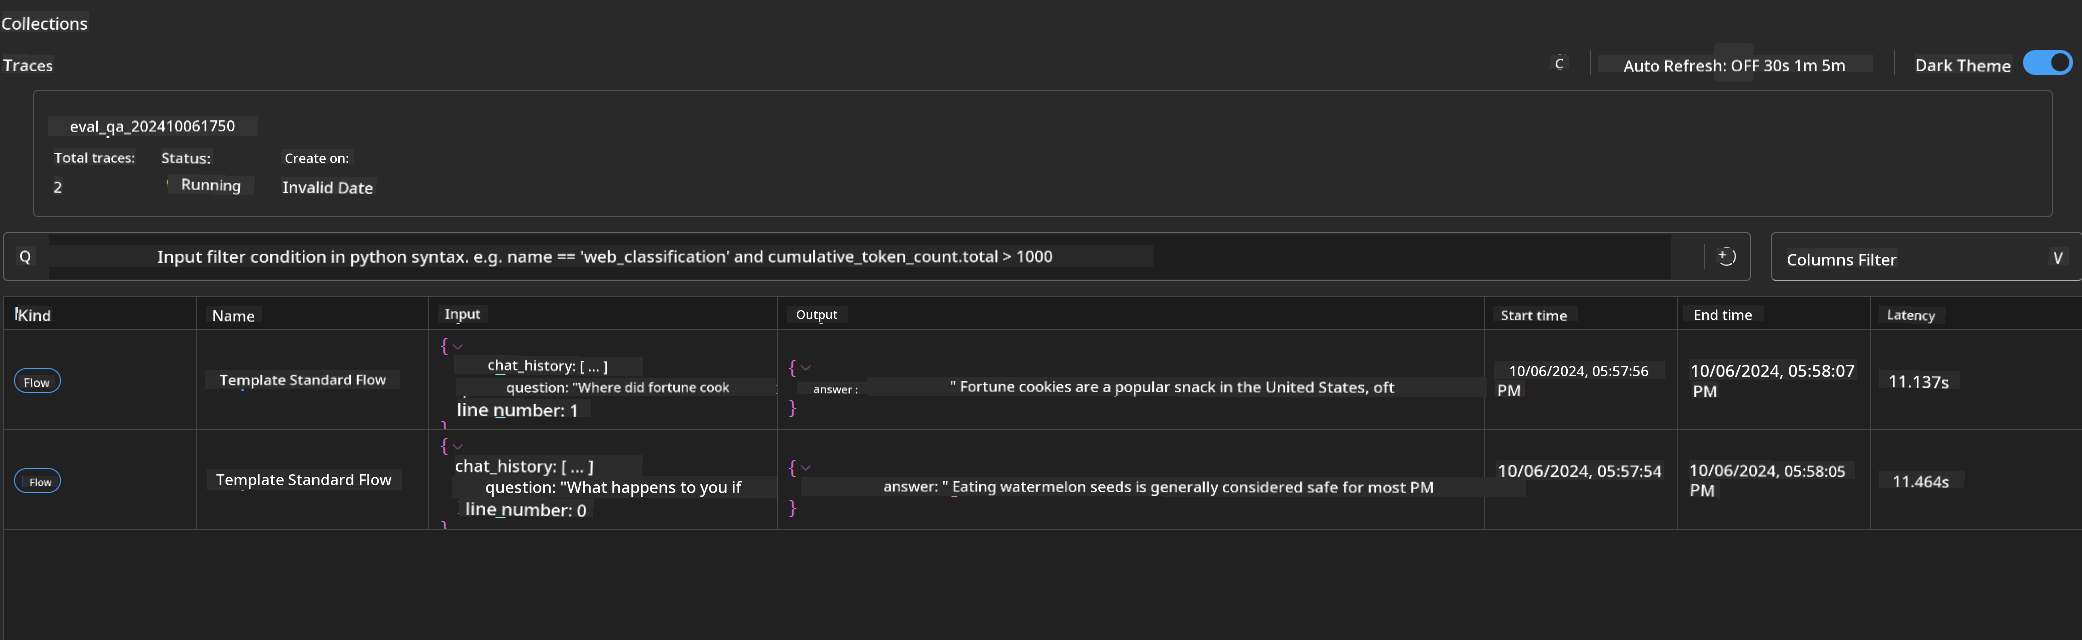 Collections
Traces
C Auto Refresh: OFF 30s 1m 5m Dark Theme
eval_qa_202410061750
Total traces: Status: Create on:
2 Running Invalid Date
Q Input filter condition in python syntax. e.g. name == 'web_classification' and cumulative_token_count.total > 1000 Columns Filter V
Kind Name Input Output Start time End time Latency
Flow
Template Standard Flow
{
chat_history: [ ... ]
question: "Where did fortune cook
line number: 1
}
{
answer : " Fortune cookies are a popular snack in the United States, oft
}
10/06/2024, 05:57:56
PM
10/06/2024, 05:58:07
PM
11.137s
Flow
Template Standard Flow
{
chat_history: [ ... ]
question: "What happens to you if
line_number: 0
}
{
answer: " Eating watermelon seeds is generally considered safe for most PM
}
10/06/2024, 05:57:54
10/06/2024, 05:58:05
PM
11.464s